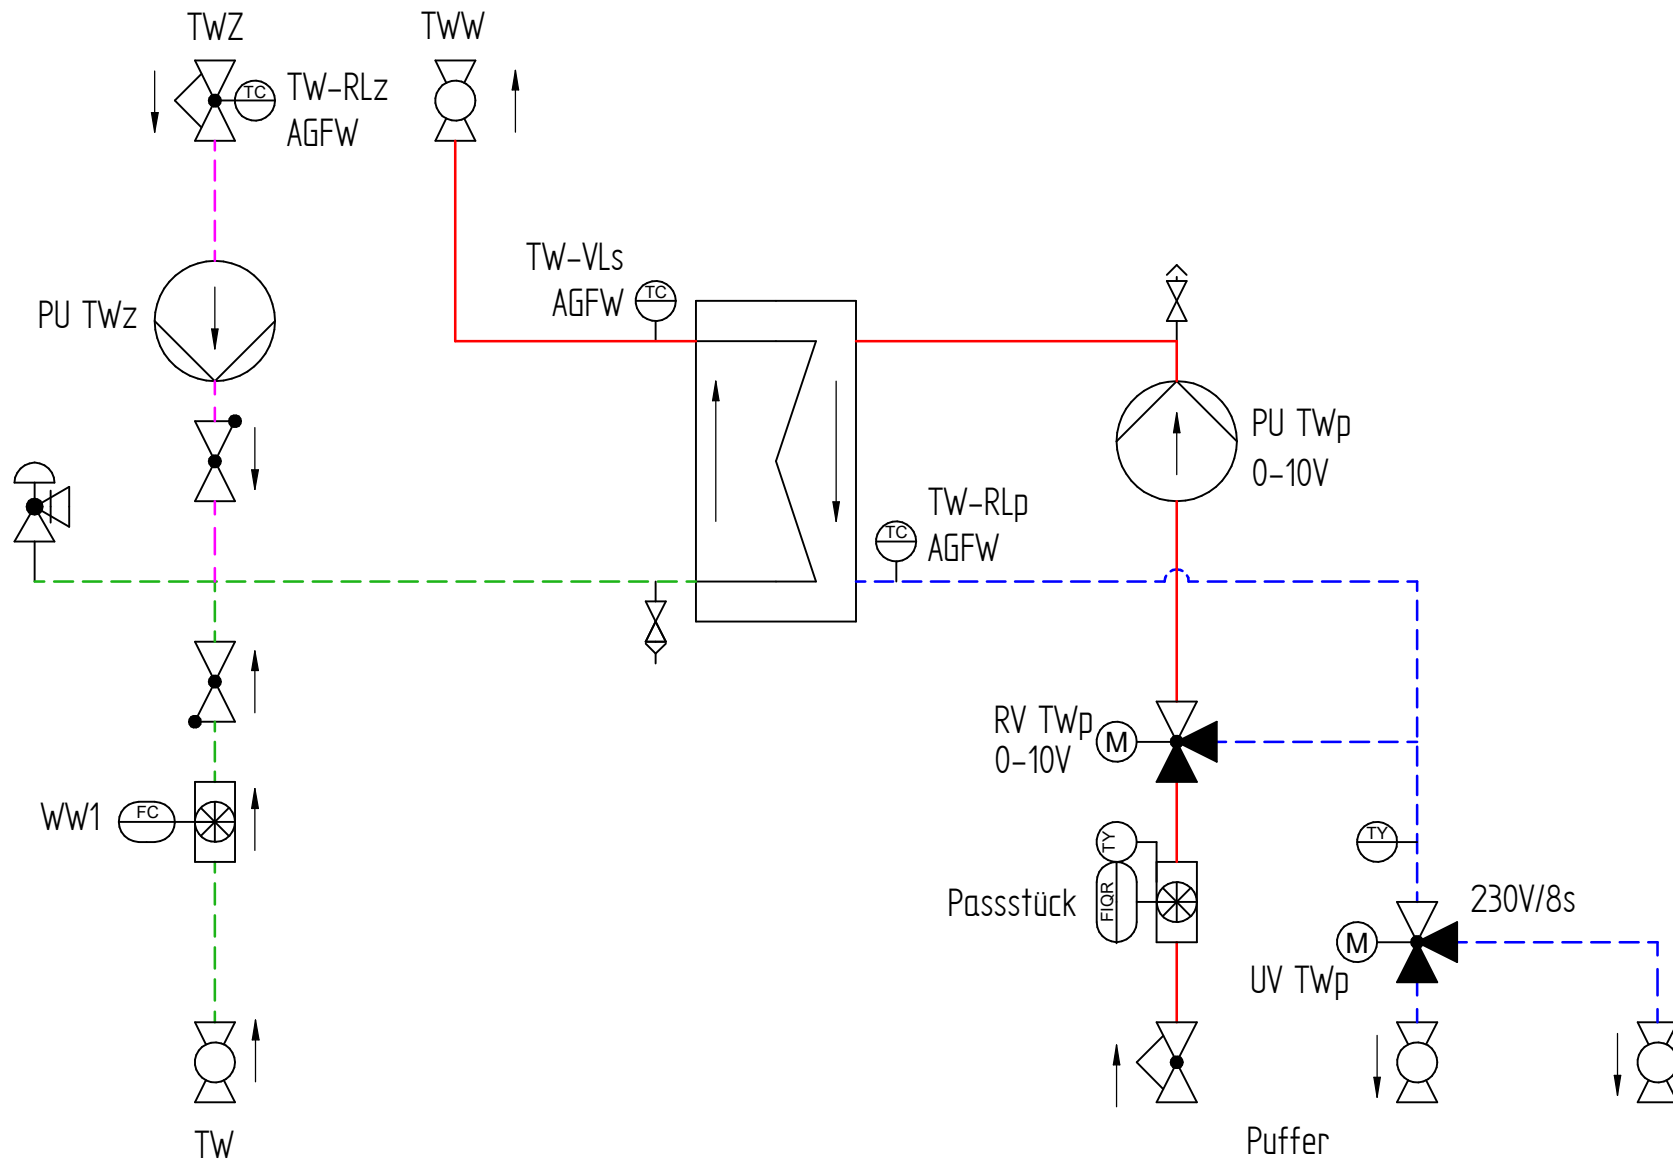 TWZ
TWW
TC
TW-RLz
AGFW
TW-VLs
AGFW
TC
PU TWz
PU TWp
0-10V
TW-RLp
AGFW
TC
RV TWp
0-10V
M
WW1
FC
TY
TY
Passstück
FIQR
230V/8s
M
UV TWp
TW
Puffer